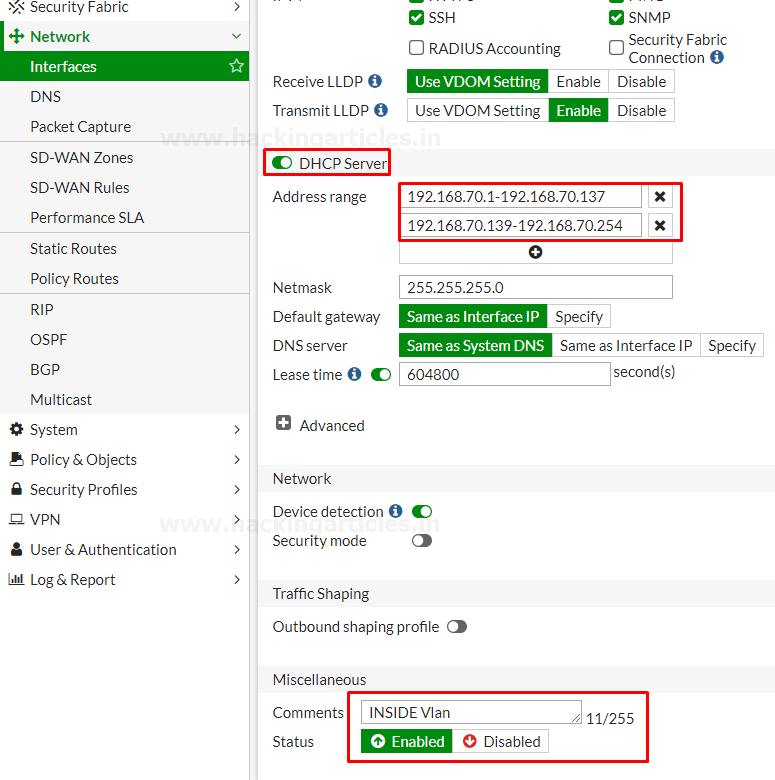 Security Fabric
Network
Interfaces
DNS
Packet Capture
SD-WAN Zones
SD-WAN Rules
Performance SLA
Static Routes
Policy Routes
RIP
OSPF
BGP
Multicast
System
Policy & Objects
Security Profiles
VPN
User & Authentication
Log & Report
SSH SNMP
RADIUS Accounting Security Fabric
Connection
Receive LLDP Use VDOM Setting Enable Disable
Transmit LLDP Use VDOM Setting Enable Disable
www.hackingarticles.in
DHCP Server
Address range 192.168.70.1-192.168.70.137
192.168.70.139-192.168.70.254
Netmask 255.255.255.0
Default gateway Same as Interface IP Specify
DNS server Same as System DNS Same as Interface IP Specify
Lease time 604800 second(s)
Advanced
Network
Device detection
www.hackingarticles.in
Security mode
Traffic Shaping
Outbound shaping profile
Miscellaneous
Comments INSIDE Vlan 11/255
Status Enabled Disabled